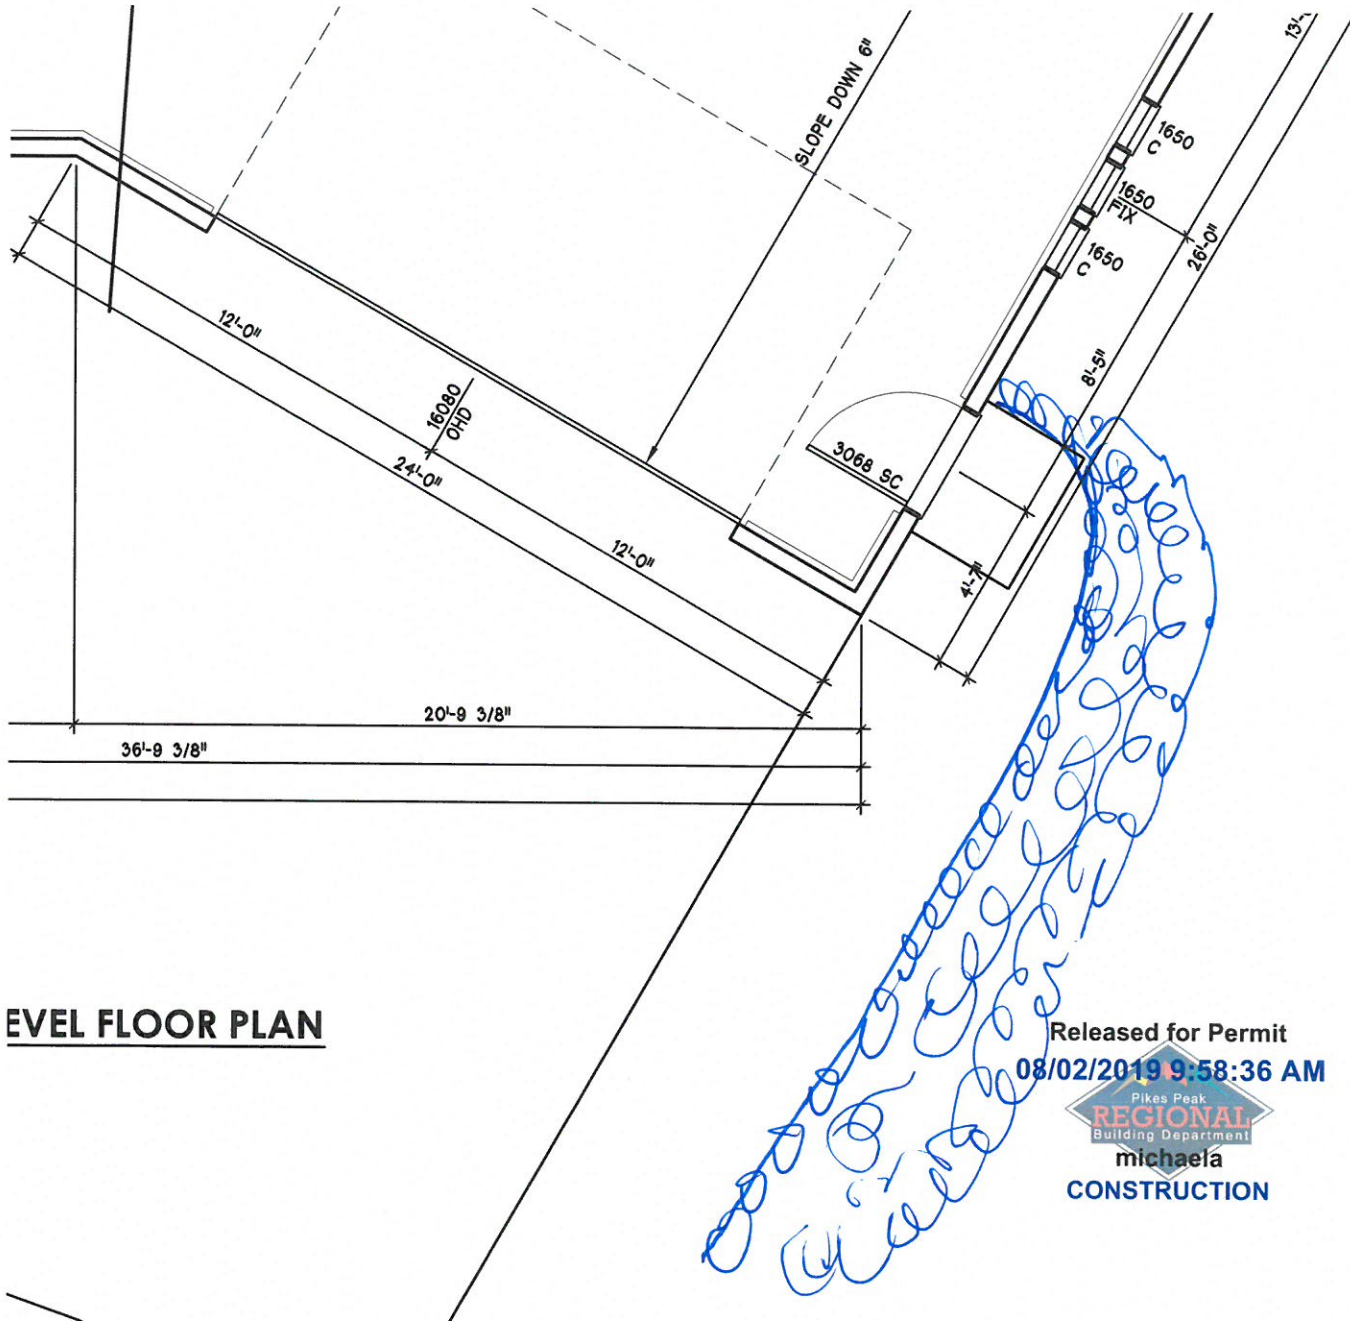 SLOPE DOWN 6"
1650
C
1650
FIX
1650
C
26'-0"
8'-5"
12'-0"
16080
OHD
24'-0"
3068 SC
12'-0"
4'-7"
20'-9 3/8"
36'-9 3/8"
EVEL FLOOR PLAN
Released for Permit
08/02/2019 9:58:36 AM
Pikes Peak
REGIONAL
Building Department
michaela
CONSTRUCTION